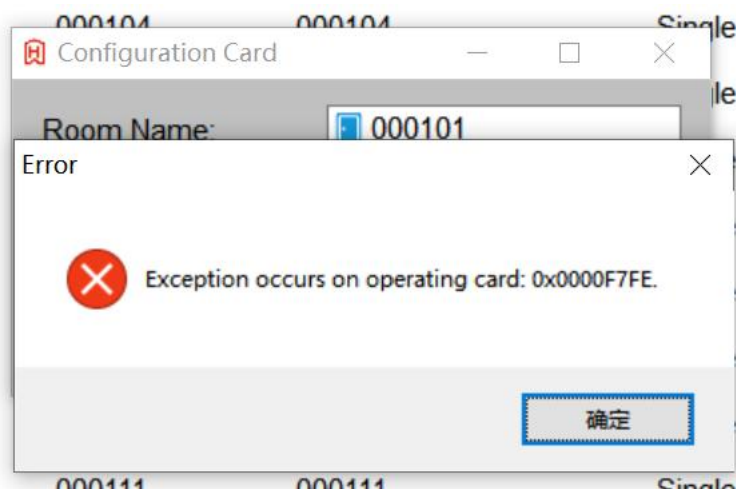 000104 000104 Single
Configuration Card
Room Name: 000101
Error
Exception occurs on operating card: 0x0000F7FE.
确定
000111 000111 Single